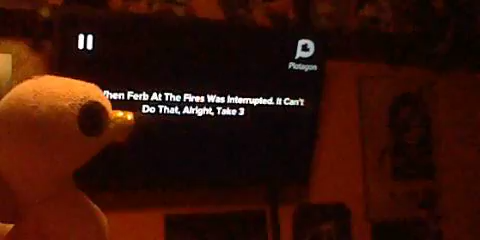 Plotagon
When Ferb At The Fires Was Interrupted. It Can't
Do That, Alright, Take 3